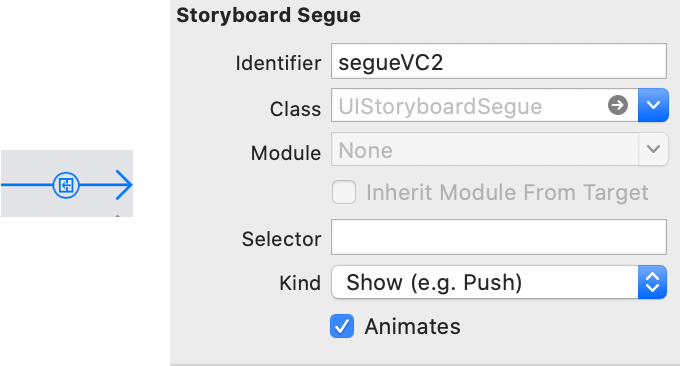 Storyboard Segue
Identifier segueVC2
Class UIStoryboardSegue
Module None
Inherit Module From Target
Selector
Kind Show (e.g. Push)
Animates